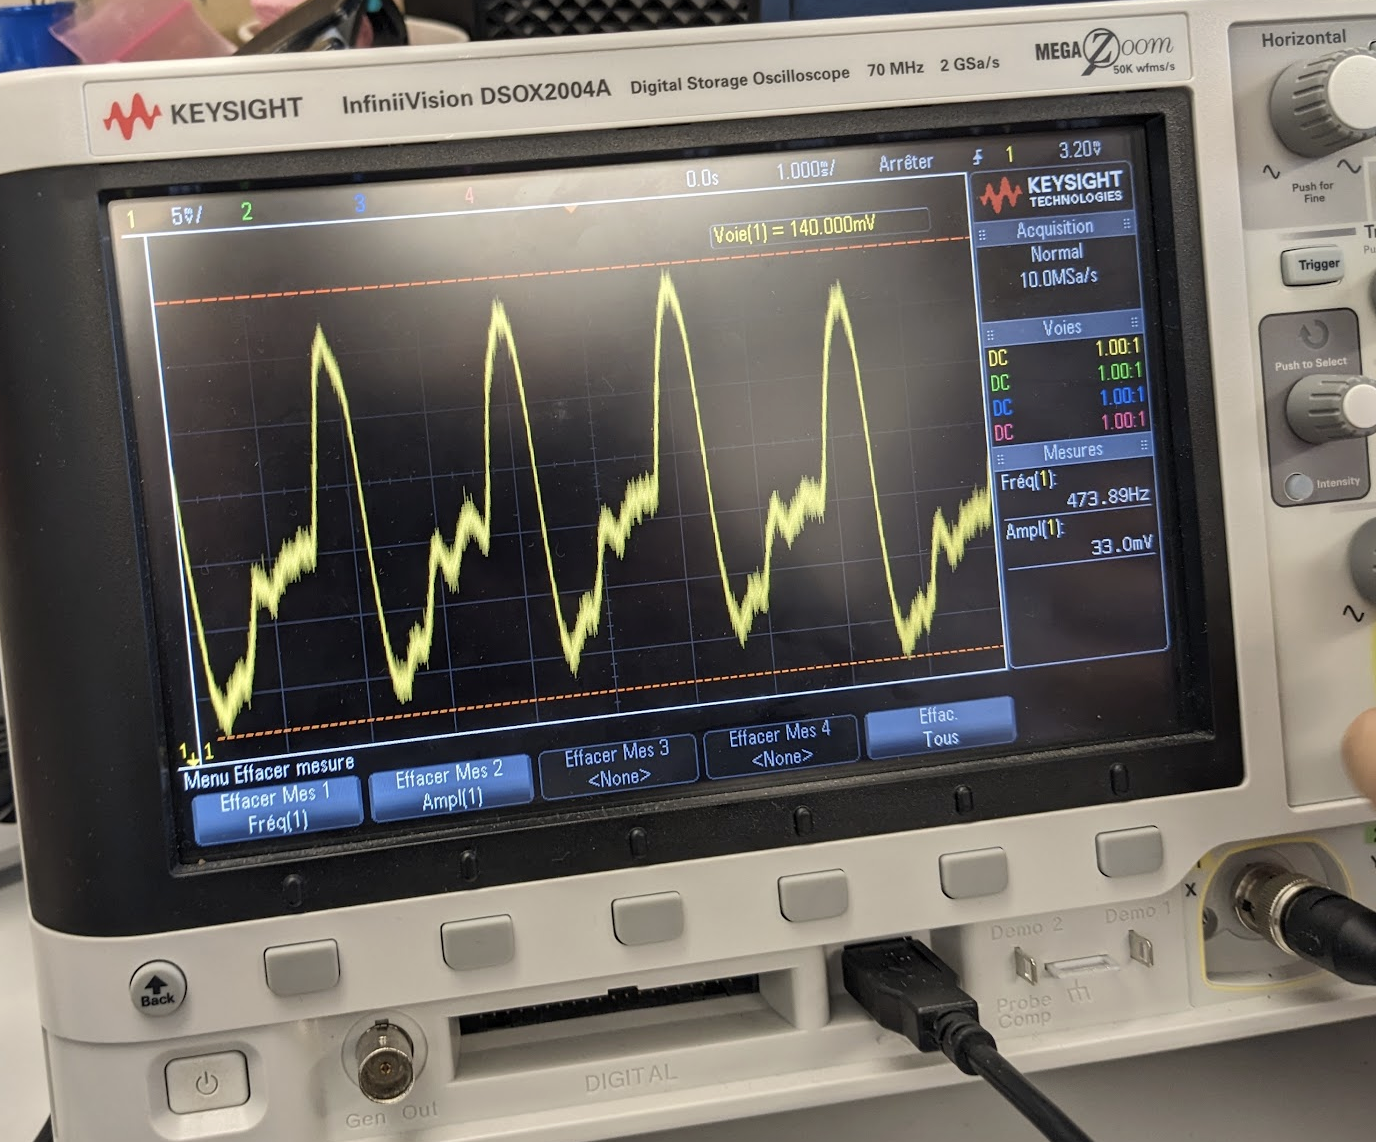 KEYSIGHT InfiniiVision DSOX2004A Digital Storage Oscilloscope 70 MHz 2 GSa/s MEGA Zoom 50K wfms/s
Horizontal
Push for Fine
1 5mV/ 2 3 4 0.0s 1.000ms/ Arrêter 1 3.20mV
Voie(1) = 140.000mV
KEYSIGHT
TECHNOLOGIES
Acquisition
Normal
10.0MSa/s
Voies
DC 1.00:1
DC 1.00:1
DC 1.00:1
DC 1.00:1
Mesures
Fréq(1):
473.89Hz
Ampl(1):
33.0mV
Trigger
Push to Select
Intensity
1 1
Menu Effacer mesure
Effacer Mes 1
Fréq(1)
Effacer Mes 2
Ampl(1)
Effacer Mes 3
<None>
Effacer Mes 4
<None>
Effac.
Tous
Back
X
Demo 2
Demo 1
Probe
Comp
DIGITAL
Gen Out